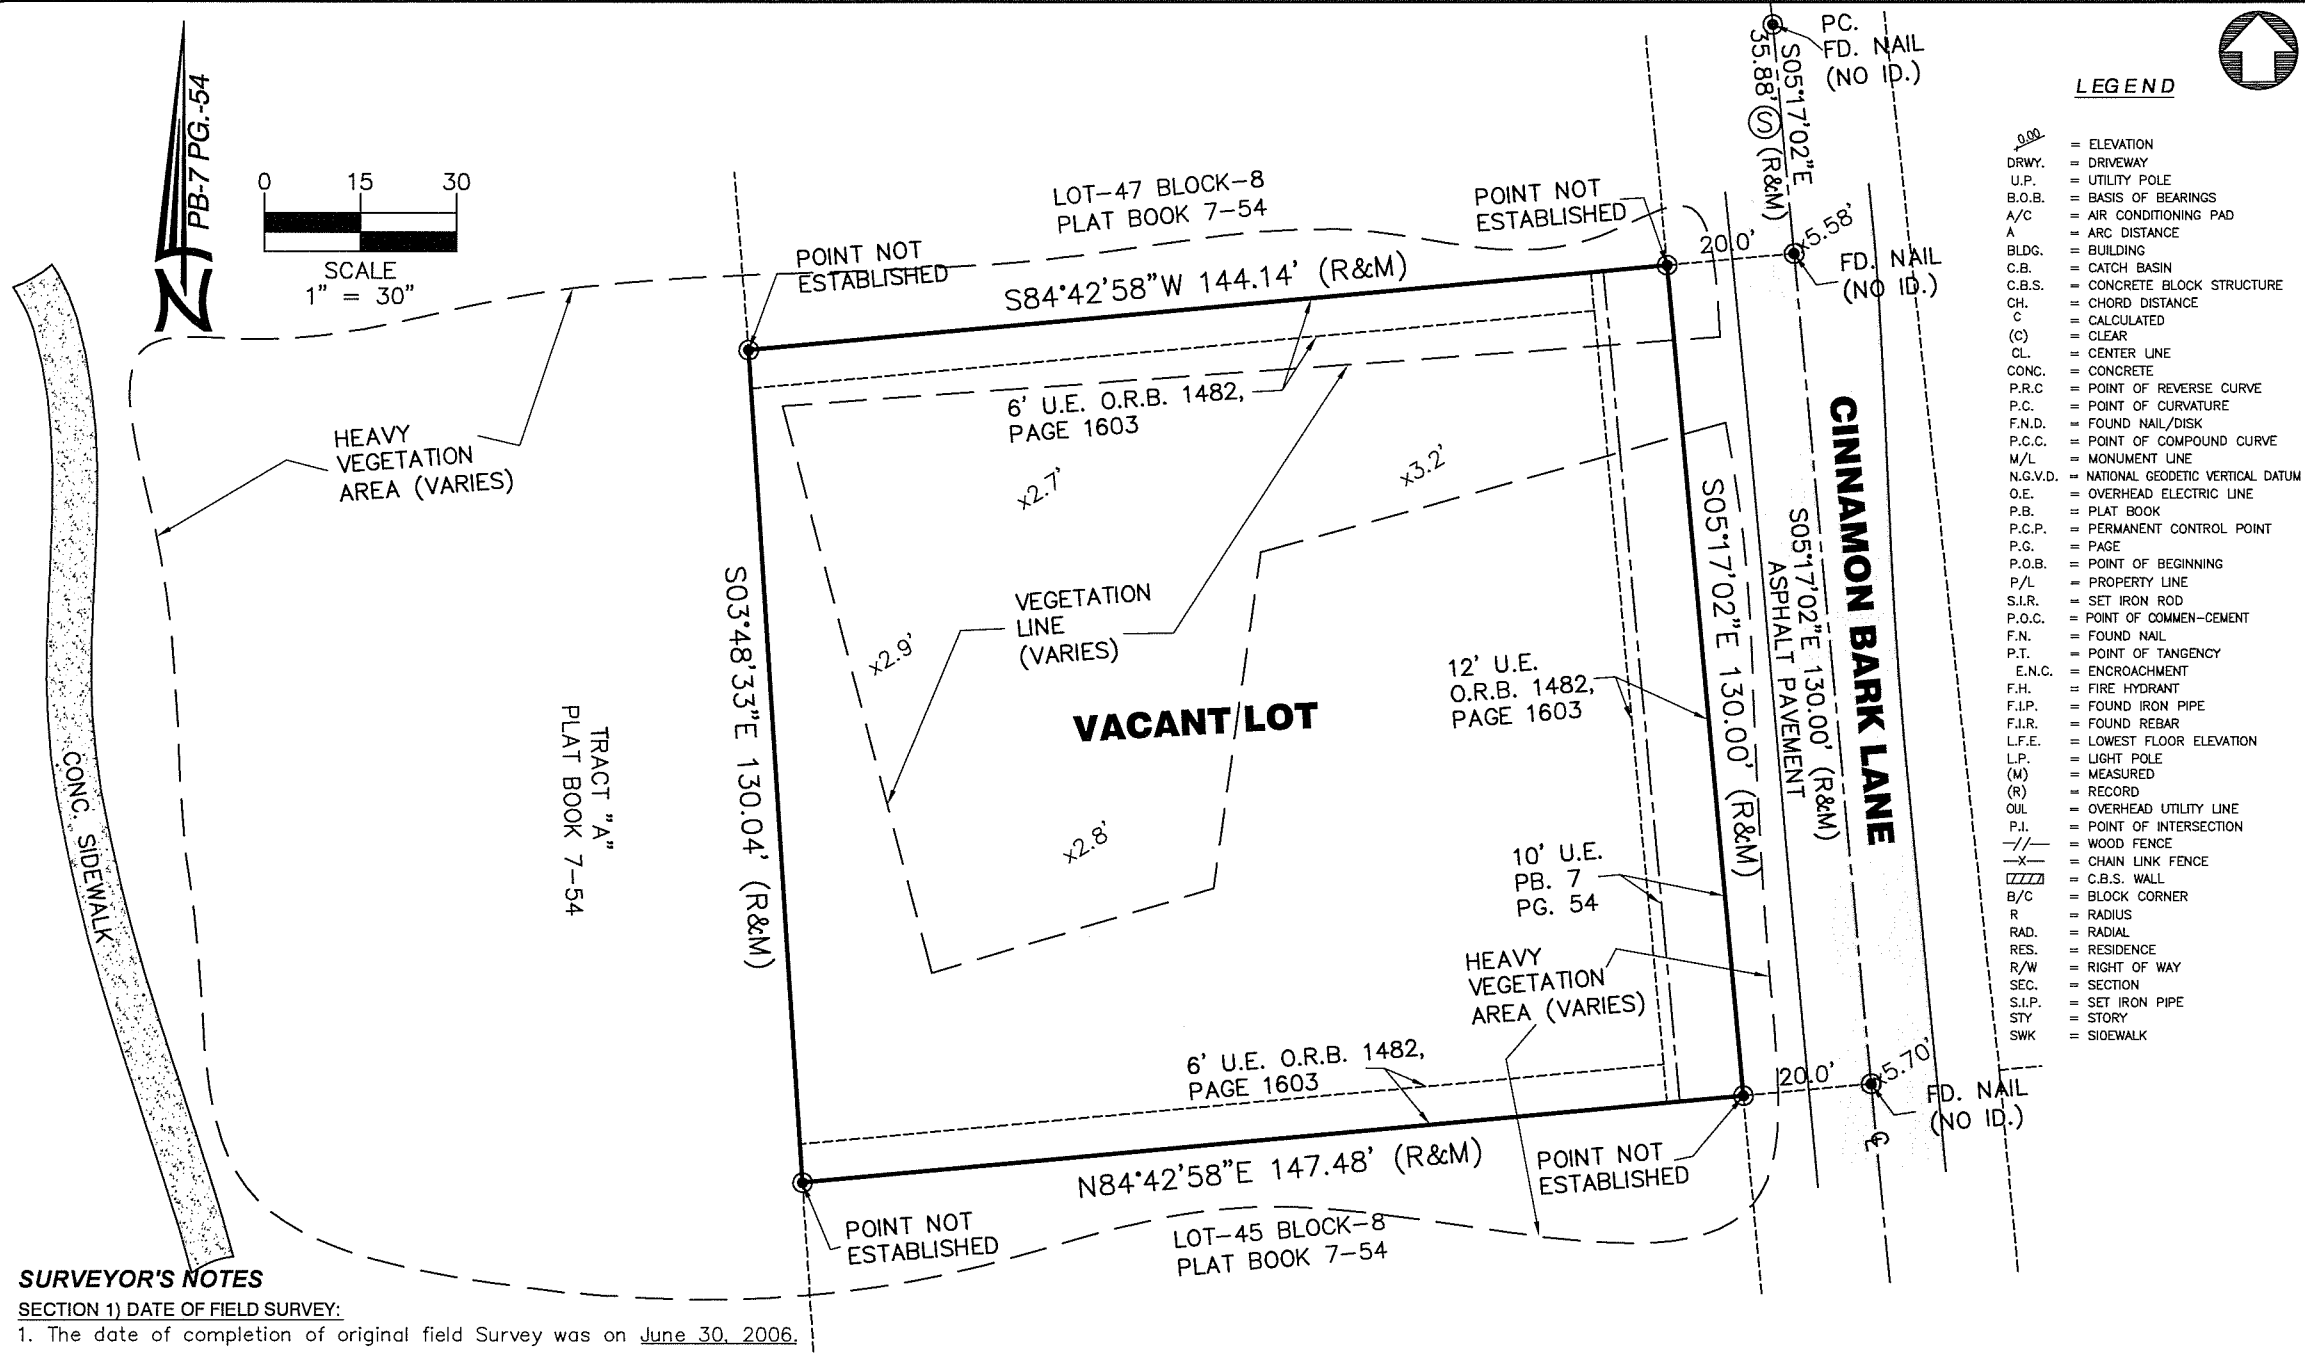 PB-7 PG.-54
N
0 15 30
SCALE
1" = 30"
PC.
FD. NAIL
(NO ID.)
S05°17'02"E
35.88' (S) (R&M)
LOT-47 BLOCK-8
PLAT BOOK 7-54
POINT NOT
ESTABLISHED
POINT NOT
ESTABLISHED
20.0'
x5.58'
FD. NAIL
(NO ID.)
S84°42'58"W 144.14' (R&M)
6' U.E. O.R.B. 1482,
PAGE 1603
HEAVY
VEGETATION
AREA (VARIES)
x2.7'
x3.2'
x2.9'
x2.8'
VEGETATION
LINE
(VARIES)
VACANT LOT
S03°48'33"E 130.04' (R&M)
TRACT "A"
PLAT BOOK 7-54
CONC. SIDEWALK
12' U.E.
O.R.B. 1482,
PAGE 1603
S05°17'02"E 130.00' (R&M)
S05°17'02"E 130.00' (R&M)
ASPHALT PAVEMENT
CINNAMON BARK LANE
10' U.E.
PB. 7
PG. 54
HEAVY
VEGETATION
AREA (VARIES)
6' U.E. O.R.B. 1482,
PAGE 1603
20.0'
x5.70'
FD. NAIL
(NO ID.)
N84°42'58"E 147.48' (R&M)
POINT NOT
ESTABLISHED
POINT NOT
ESTABLISHED
LOT-45 BLOCK-8
PLAT BOOK 7-54
LEGEND
0.00 = ELEVATION
DRWY. = DRIVEWAY
U.P. = UTILITY POLE
B.O.B. = BASIS OF BEARINGS
A/C = AIR CONDITIONING PAD
A = ARC DISTANCE
BLDG. = BUILDING
C.B. = CATCH BASIN
C.B.S. = CONCRETE BLOCK STRUCTURE
CH. = CHORD DISTANCE
C = CALCULATED
(C) = CLEAR
CL. = CENTER LINE
CONC. = CONCRETE
P.R.C = POINT OF REVERSE CURVE
P.C. = POINT OF CURVATURE
F.N.D. = FOUND NAIL/DISK
P.C.C. = POINT OF COMPOUND CURVE
M/L = MONUMENT LINE
N.G.V.D. = NATIONAL GEODETIC VERTICAL DATUM
O.E. = OVERHEAD ELECTRIC LINE
P.B. = PLAT BOOK
P.C.P. = PERMANENT CONTROL POINT
P.G. = PAGE
P.O.B. = POINT OF BEGINNING
P/L = PROPERTY LINE
S.I.R. = SET IRON ROD
P.O.C. = POINT OF COMMEN-CEMENT
F.N. = FOUND NAIL
P.T. = POINT OF TANGENCY
E.N.C. = ENCROACHMENT
F.H. = FIRE HYDRANT
F.I.P. = FOUND IRON PIPE
F.I.R. = FOUND REBAR
L.F.E. = LOWEST FLOOR ELEVATION
L.P. = LIGHT POLE
(M) = MEASURED
(R) = RECORD
OUL = OVERHEAD UTILITY LINE
P.I. = POINT OF INTERSECTION
—//— = WOOD FENCE
—X— = CHAIN LINK FENCE
= C.B.S. WALL
B/C = BLOCK CORNER
R = RADIUS
RAD. = RADIAL
RES. = RESIDENCE
R/W = RIGHT OF WAY
SEC. = SECTION
S.I.P. = SET IRON PIPE
STY = STORY
SWK = SIDEWALK
SURVEYOR'S NOTES
SECTION 1) DATE OF FIELD SURVEY:
1. The date of completion of original field Survey was on June 30, 2006.